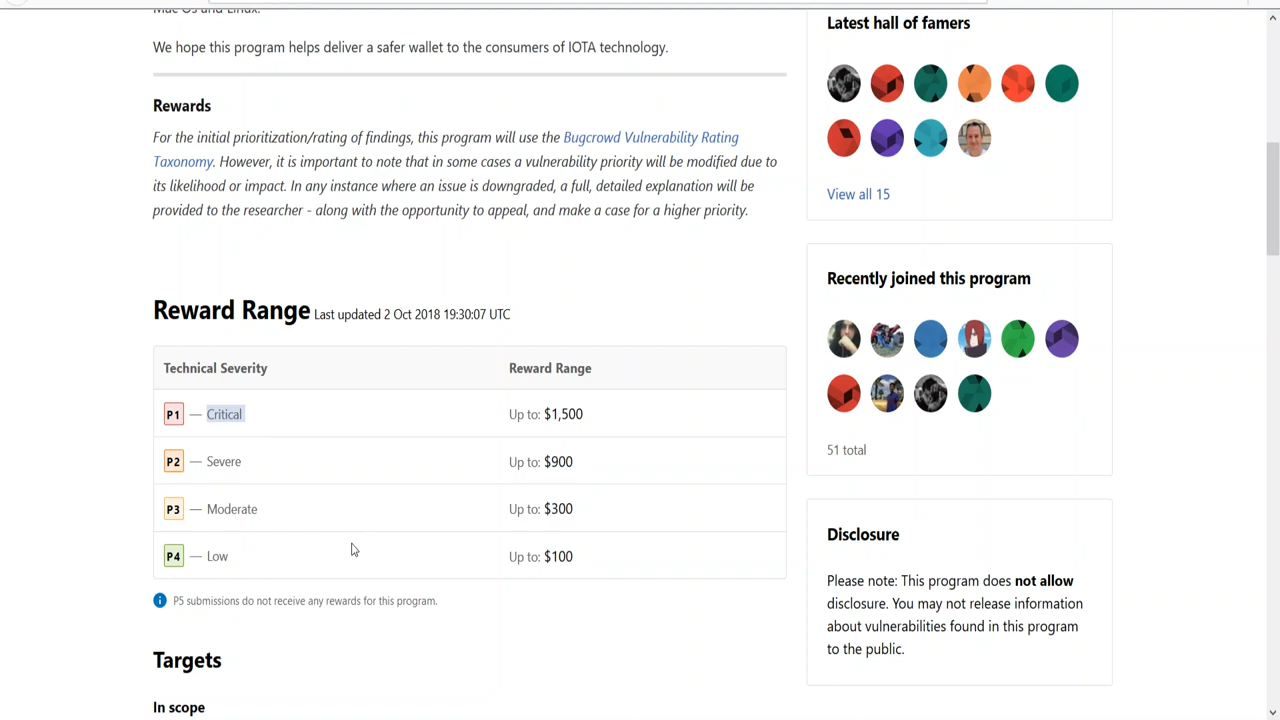 Mac OS and Linux.
We hope this program helps deliver a safer wallet to the consumers of IOTA technology.
Rewards
For the initial prioritization/rating of findings, this program will use the Bugcrowd Vulnerability Rating
Taxonomy. However, it is important to note that in some cases a vulnerability priority will be modified due to
its likelihood or impact. In any instance where an issue is downgraded, a full, detailed explanation will be
provided to the researcher - along with the opportunity to appeal, and make a case for a higher priority.
Reward Range Last updated 2 Oct 2018 19:30:07 UTC
Technical Severity Reward Range
P1 — Critical Up to: $1,500
P2 — Severe Up to: $900
P3 — Moderate Up to: $300
P4 — Low Up to: $100
P5 submissions do not receive any rewards for this program.
Targets
In scope
Latest hall of famers
View all 15
Recently joined this program
51 total
Disclosure
Please note: This program does not allow
disclosure. You may not release information
about vulnerabilities found in this program
to the public.